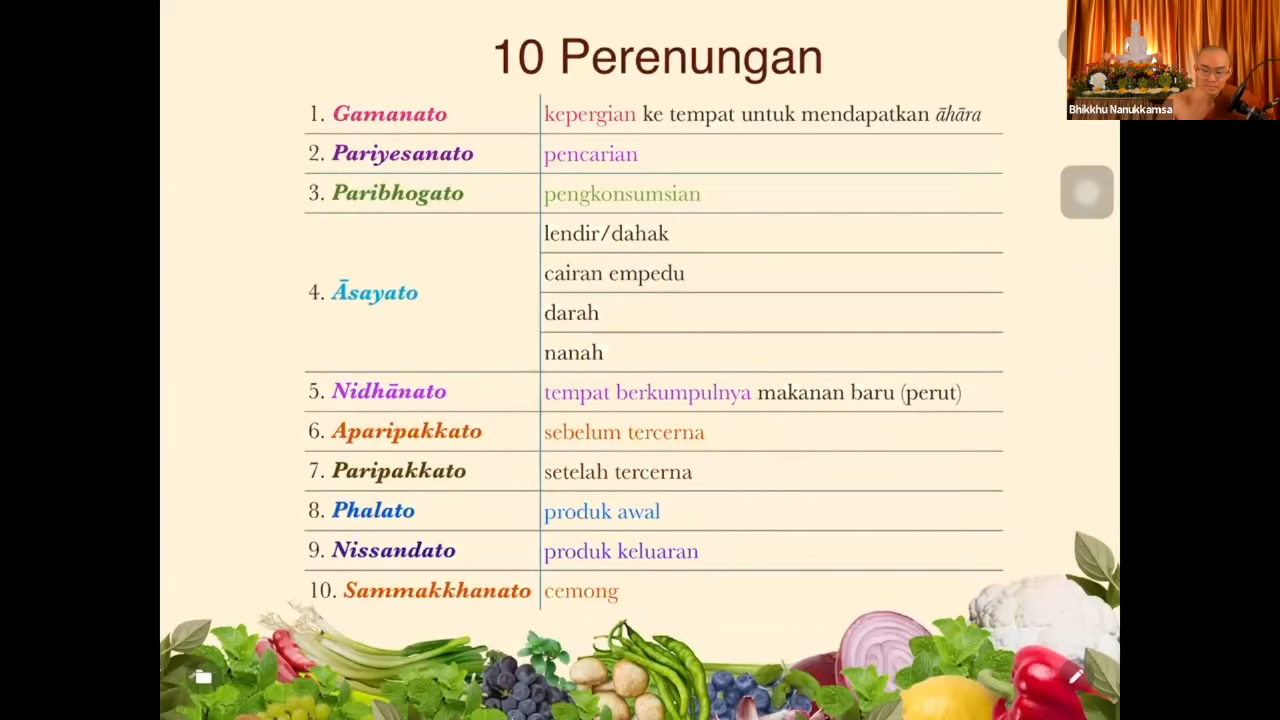 10 Perenungan
Bhikkhu Nanukkamsa
1. Gamanato kepergian ke tempat untuk mendapatkan āhāra
2. Pariyesanato pencarian
3. Paribhogato pengkonsumsian
4. Āsayato
lendir/dahak
cairan empedu
darah
nanah
5. Nidhānato tempat berkumpulnya makanan baru (perut)
6. Aparipakkato sebelum tercerna
7. Paripakkato setelah tercerna
8. Phalato produk awal
9. Nissandato produk keluaran
10. Sammakkhanato cemong